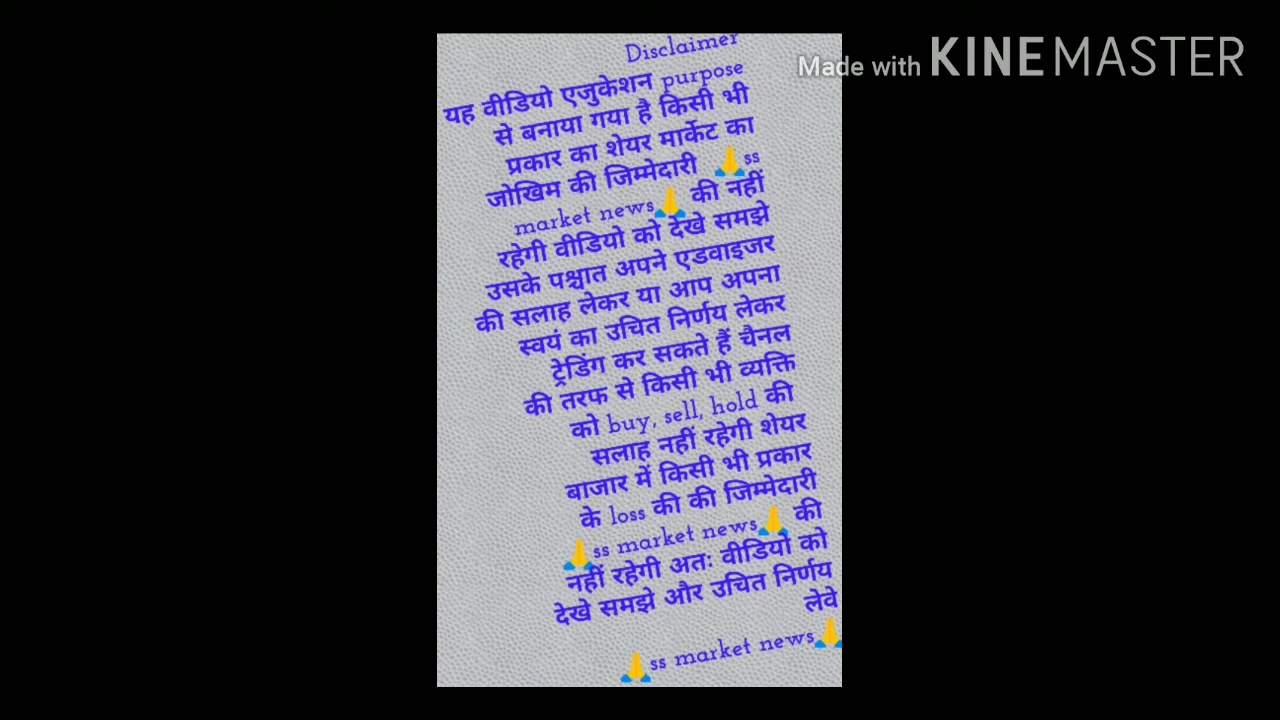 Made with KINEMASTER
Disclaimer
यह वीडियो एजुकेशन purpose
से बनाया गया है किसी भी
प्रकार का शेयर मार्केट का
जोखिम की जिम्मेदारी 🙏ss
market news🙏 की नहीं
रहेगी वीडियो को देखे समझे
उसके पश्चात अपने एडवाइजर
की सलाह लेकर या आप अपना
स्वयं का उचित निर्णय लेकर
ट्रेडिंग कर सकते हैं चैनल
की तरफ से किसी भी व्यक्ति
को buy, sell, hold की
सलाह नहीं रहेगी शेयर
बाजार में किसी भी प्रकार
के loss की की जिम्मेदारी
🙏ss market news🙏 की
नहीं रहेगी अतः वीडियो को
देखे समझे और उचित निर्णय
लेवे
🙏ss market news🙏